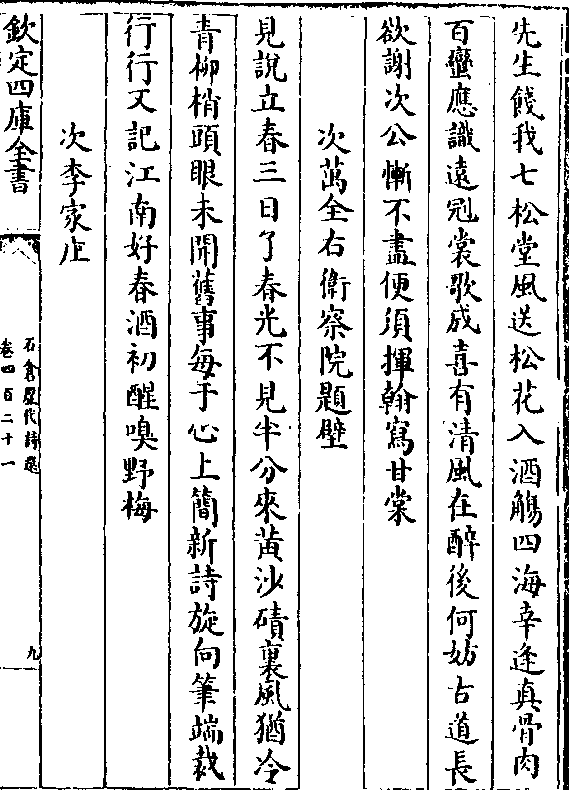 先生餞我七松堂風送松花入酒觴四海幸逢真骨肉
百蠻應識遠冠裳歌成喜有清風在醉後何妨古道長
欲謝次公慚不盡便須揮翰寫甘棠
次萬全右衛察院題壁
見說立春三日了春光不見半分來黄沙磧裏風猶冷
青柳梢頭眼未開舊事每于心上簡新詩旋向筆端裁
行行又記江南好春酒初醒嗅野梅
次李家庄
欽定四庫全書
石倉歷代詩選
卷四百二十一
九